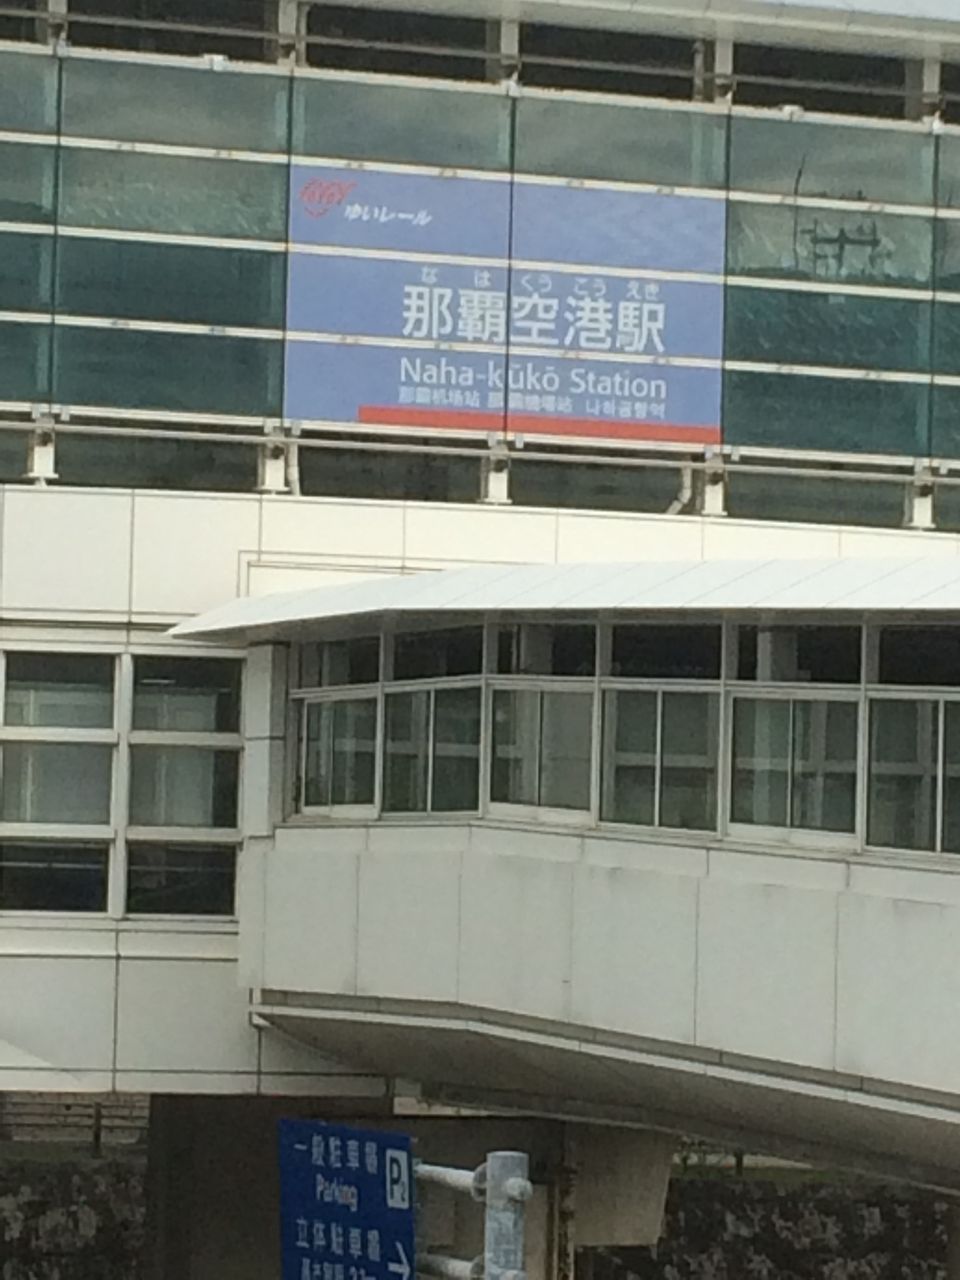 ゆいレール
な は くう こう えき
那覇空港駅
Naha-kūkō Station
那覇机场站 那霸機場站 나하공항역
一般駐車場 P2
Parking
立体駐車場